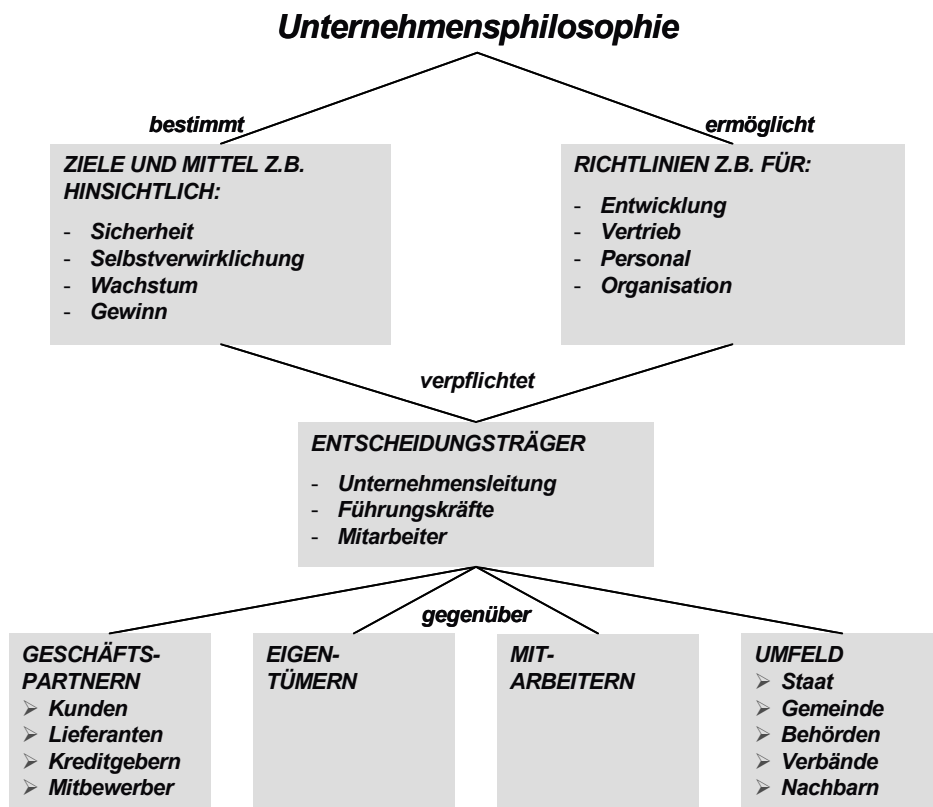 Unternehmensphilosophie
bestimmt
ermöglicht
ZIELE UND MITTEL Z.B.
HINSICHTLICH:
- Sicherheit
- Selbstverwirklichung
- Wachstum
- Gewinn
RICHTLINIEN Z.B. FÜR:
- Entwicklung
- Vertrieb
- Personal
- Organisation
verpflichtet
ENTSCHEIDUNGSTRÄGER
- Unternehmensleitung
- Führungskräfte
- Mitarbeiter
gegenüber
GESCHÄFTS-
PARTNERN
➢ Kunden
➢ Lieferanten
➢ Kreditgebern
➢ Mitbewerber
EIGEN-
TÜMERN
MIT-
ARBEITERN
UMFELD
➢ Staat
➢ Gemeinde
➢ Behörden
➢ Verbände
➢ Nachbarn